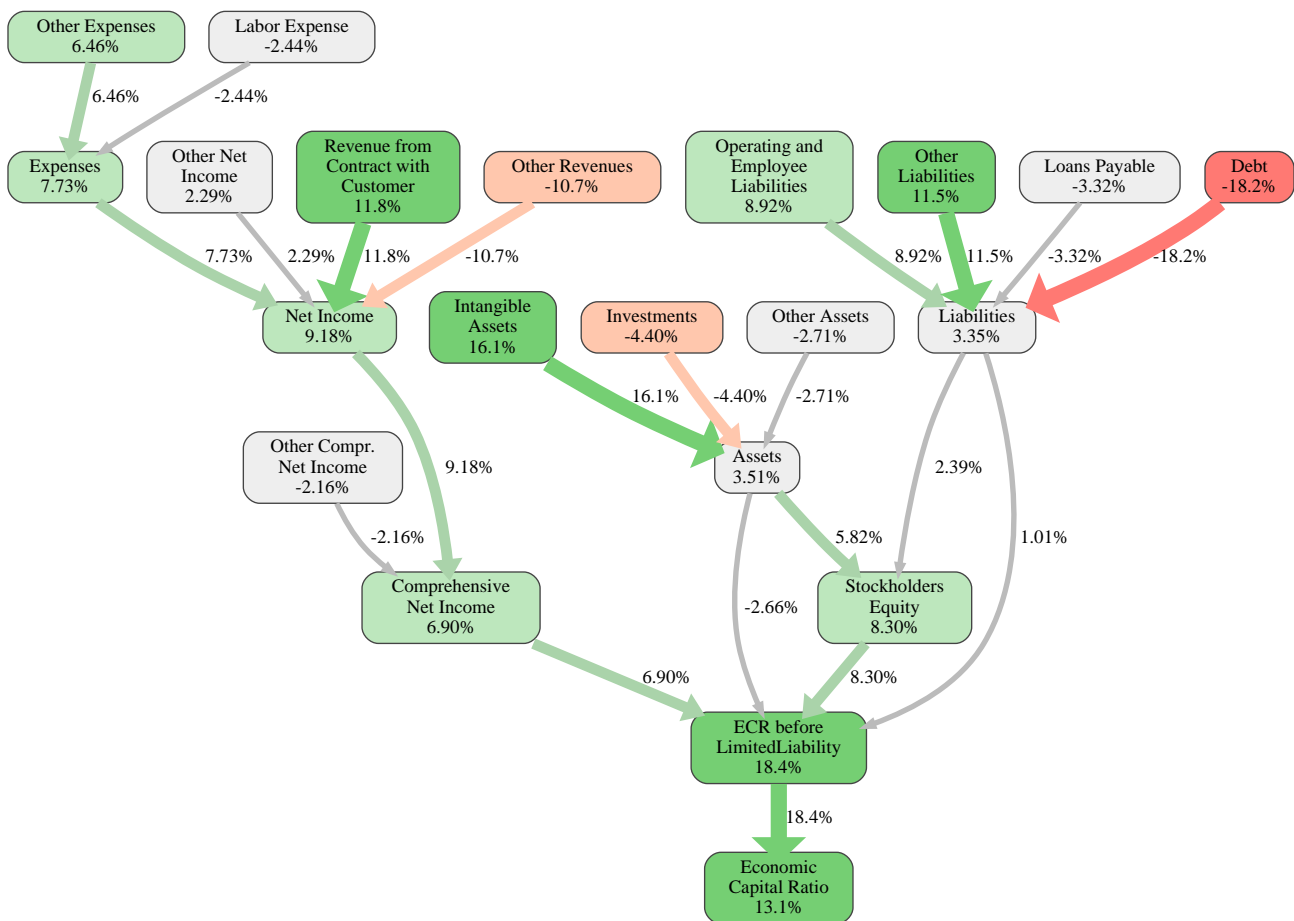 Other Expenses
6.46%
Labor Expense
-2.44%
6.46%
-2.44%
Expenses
7.73%
Other Net
Income
2.29%
Revenue from
Contract with
Customer
11.8%
Other Revenues
-10.7%
Operating and
Employee
Liabilities
8.92%
Other
Liabilities
11.5%
Loans Payable
-3.32%
Debt
-18.2%
7.73%
2.29%
11.8%
-10.7%
8.92%
11.5%
-3.32%
-18.2%
Net Income
9.18%
Intangible
Assets
16.1%
Investments
-4.40%
Other Assets
-2.71%
Liabilities
3.35%
16.1%
-4.40%
-2.71%
Other Compr.
Net Income
-2.16%
9.18%
Assets
3.51%
2.39%
-2.16%
5.82%
1.01%
Comprehensive
Net Income
6.90%
-2.66%
Stockholders
Equity
8.30%
6.90%
8.30%
ECR before
LimitedLiability
18.4%
18.4%
Economic
Capital Ratio
13.1%